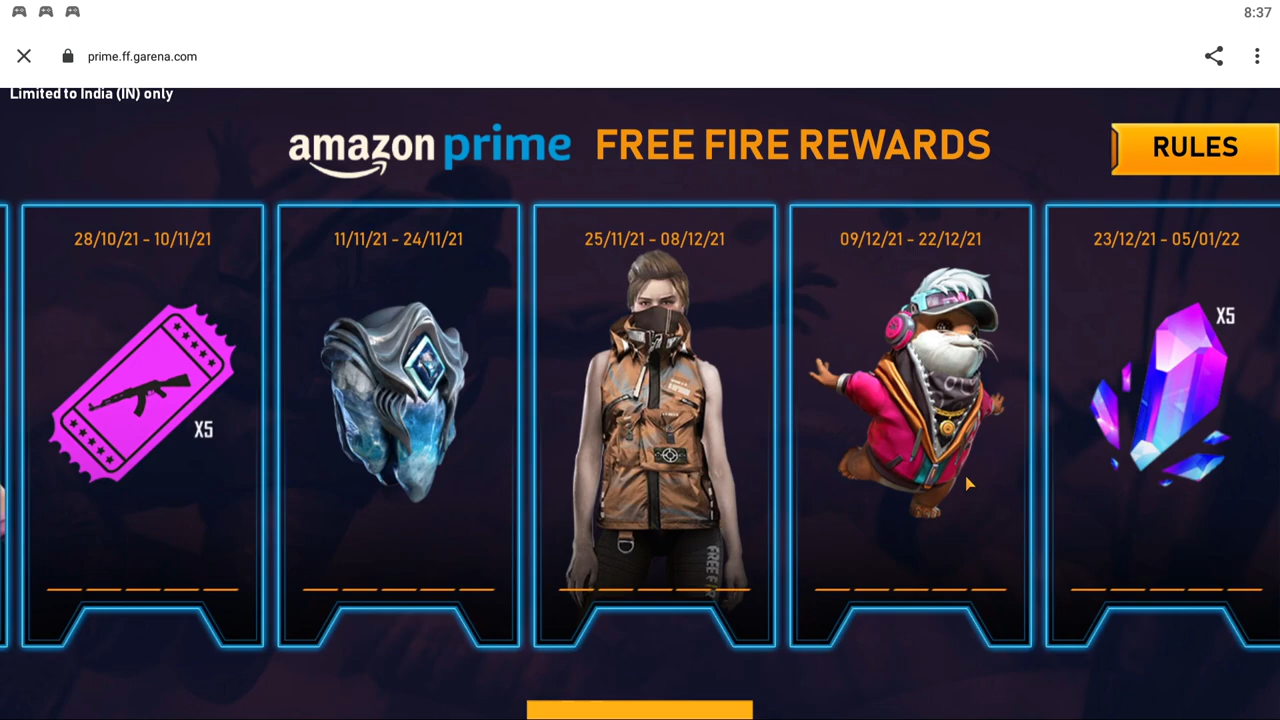 8:37
prime.ff.garena.com
Limited to India (IN) only
amazon prime FREE FIRE REWARDS
RULES
28/10/21 - 10/11/21
11/11/21 - 24/11/21
25/11/21 - 08/12/21
09/12/21 - 22/12/21
23/12/21 - 05/01/22
X5
X5